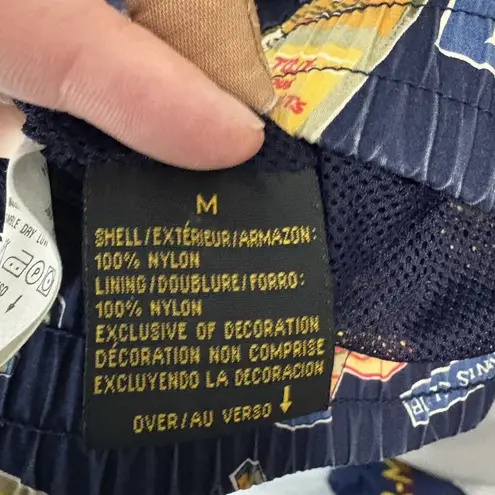 M
SHELL/EXTÉRIEUR/ARMAZON:
100% NYLON
LINING/DOUBLURE/FORRO:
100% NYLON
EXCLUSIVE OF DECORATION
DÉCORATION NON COMPRISE
EXCLUYENDO LA DECORACION
OVER/AU VERSO ↓
DRY